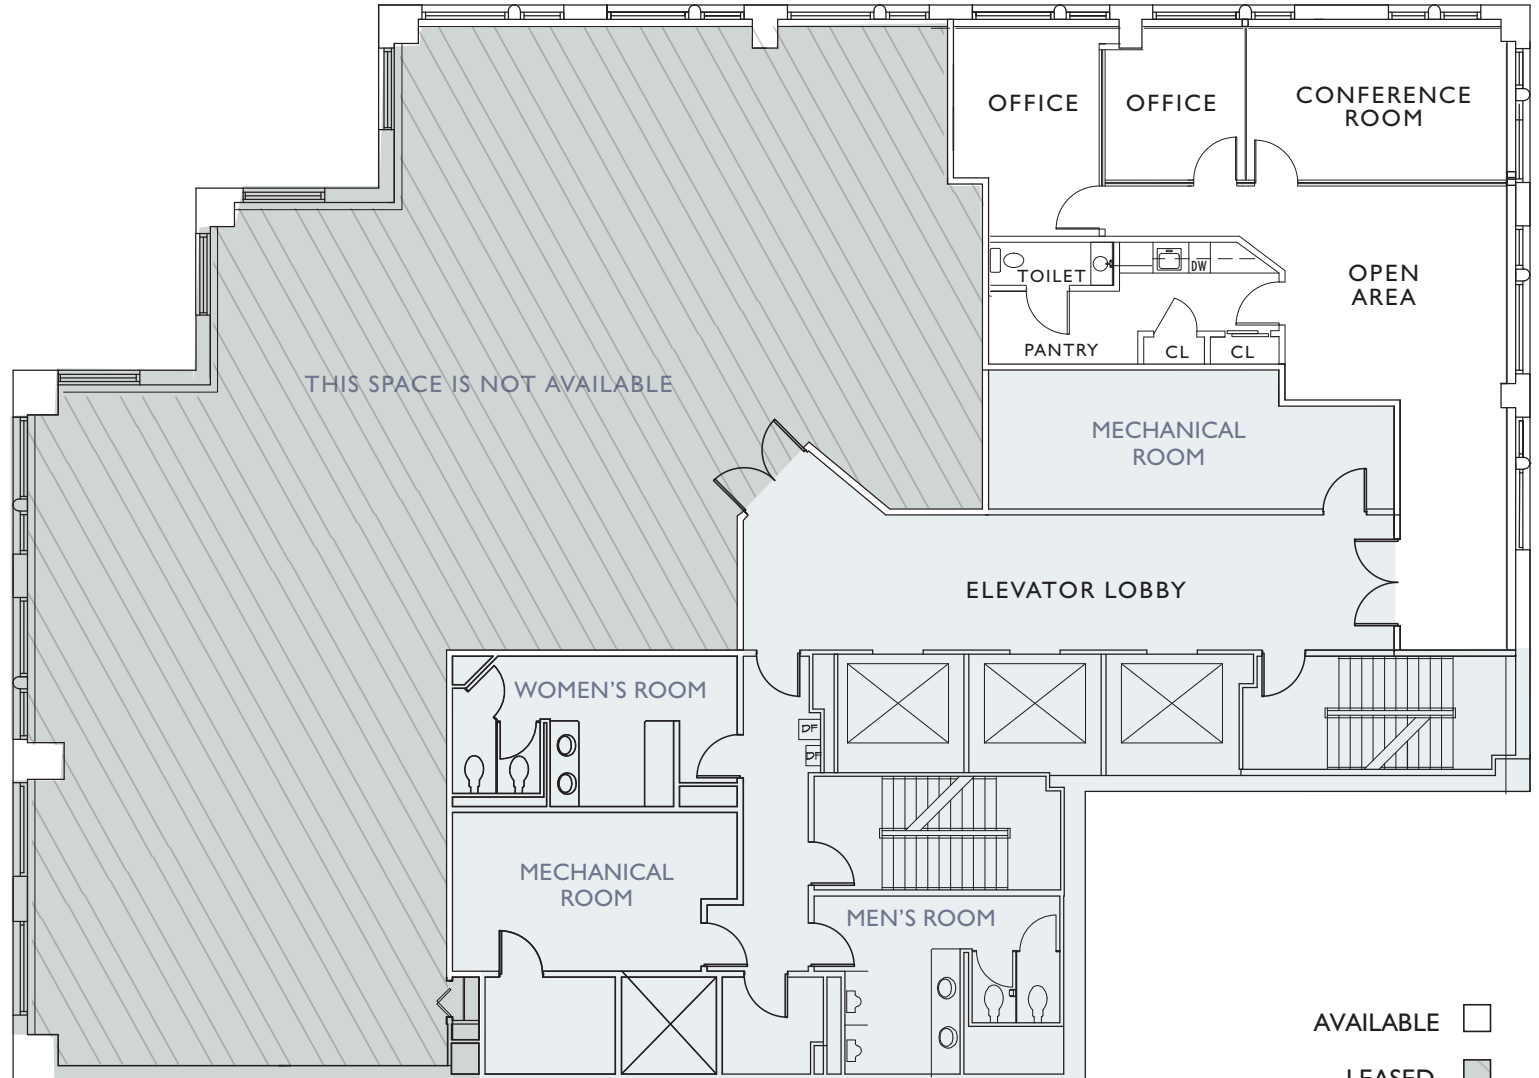 OFFICE
OFFICE
CONFERENCE
ROOM
TOILET
DW
OPEN
AREA
PANTRY
CL
CL
THIS SPACE IS NOT AVAILABLE
MECHANICAL
ROOM
ELEVATOR LOBBY
WOMEN'S ROOM
DF
DF
MECHANICAL
ROOM
MEN'S ROOM
AVAILABLE
LEASED